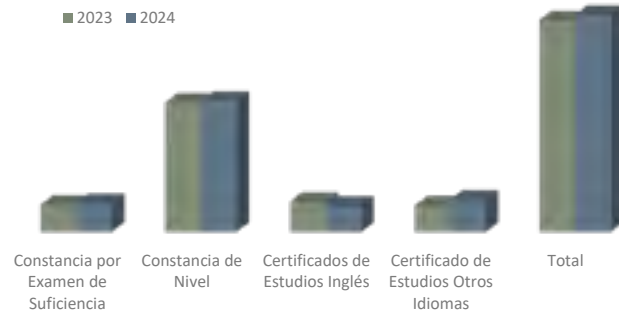 2023 2024
Constancia por
Examen de
Suficiencia
Constancia de
Nivel
Certificados de
Estudios Inglés
Certificado de
Estudios Otros
Idiomas
Total